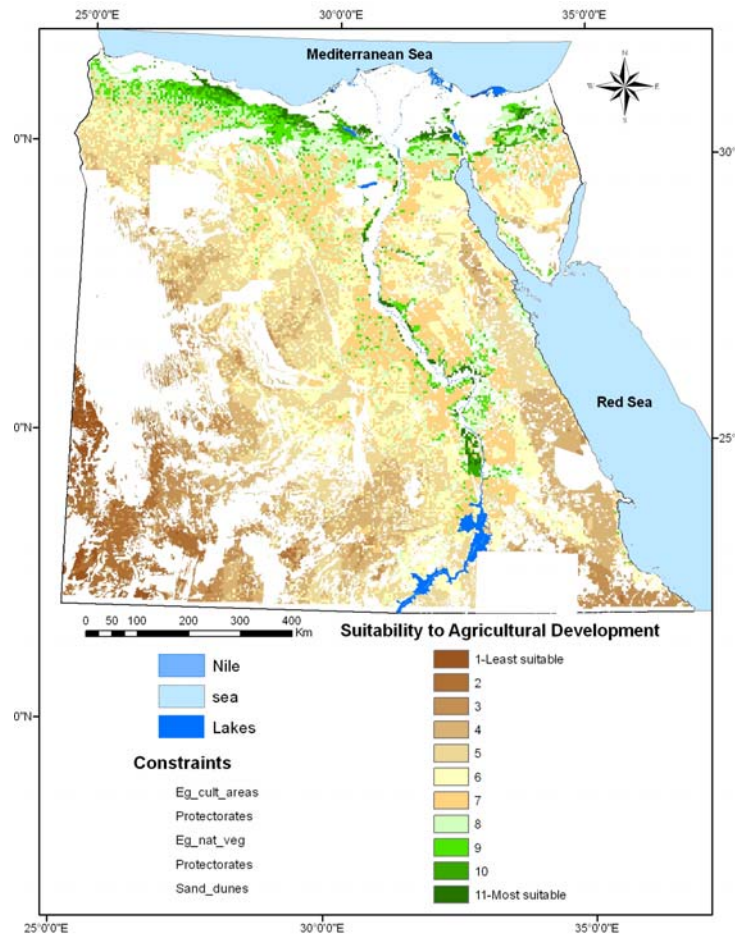 25°0'0"E 30°0'0"E 35°0'0"E
Mediterranean Sea
N
W E
S
0"N
30°
Red Sea
0"N
25°
0 50 100 200 300 400
Km
Suitability to Agricultural Development
Nile
sea
Lakes
Constraints
Eg_cult_areas
Protectorates
Eg_nat_veg
Protectorates
Sand_dunes
1-Least suitable
2
3
4
5
6
7
8
9
10
11-Most suitable
0"N
25°0'0"E 30°0'0"E 35°0'0"E